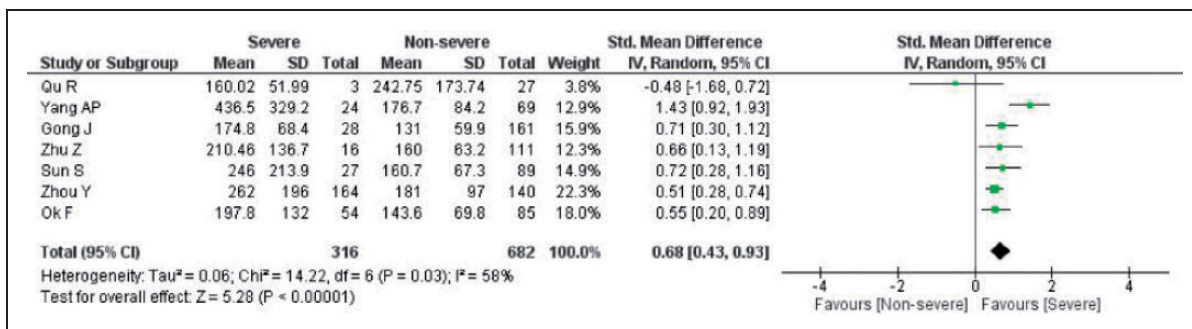 Severe Non-severe Std. Mean Difference Std. Mean Difference
Study or Subgroup Mean SD Total Mean SD Total Weight IV, Random, 95% CI IV, Random, 95% CI
Qu R 160.02 51.99 3 242.75 173.74 27 3.8% -0.48 [-1.68, 0.72]
Yang AP 436.5 329.2 24 176.7 84.2 69 12.9% 1.43 [0.92, 1.93]
Gong J 174.8 68.4 28 131 59.9 161 15.9% 0.71 [0.30, 1.12]
Zhu Z 210.46 136.7 16 160 63.2 111 12.3% 0.66 [0.13, 1.19]
Sun S 246 213.9 27 160.7 67.3 89 14.9% 0.72 [0.28, 1.16]
Zhou Y 262 196 164 181 97 140 22.3% 0.51 [0.28, 0.74]
Ok F 197.8 132 54 143.6 69.8 85 18.0% 0.55 [0.20, 0.89]
Total (95% CI) 316 682 100.0% 0.68 [0.43, 0.93]
Heterogeneity: Tau² = 0.06; Chi² = 14.22, df = 6 (P = 0.03); I² = 58%
Test for overall effect: Z = 5.28 (P < 0.00001)
-4 -2 0 2 4
Favours [Non-severe] Favours [Severe]